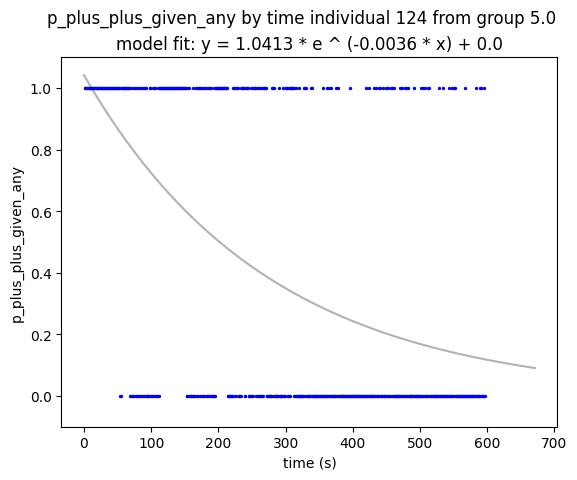 p_plus_plus_given_any by time individual 124 from group 5.0
model fit: y = 1.0413 * e ^ (-0.0036 * x) + 0.0
1.0
0.8
0.6
0.4
0.2
0.0
p_plus_plus_given_any
0 100 200 300 400 500 600 700
time (s)